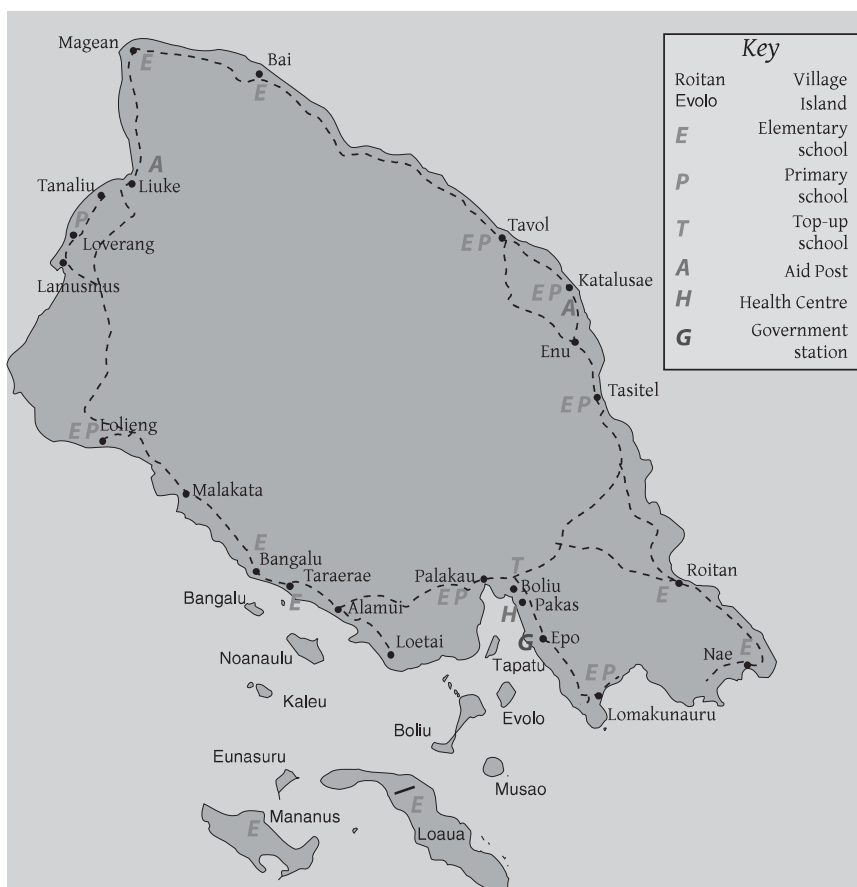 Magean
E
Bai
E
A
Tanaliu
Liuke
P
Loverang
Lamusmus
Tavol
E P
Katalusae
E P
A
Enu
Tasitel
E P
E P
Lolieng
Malakata
E
Bangalu
Taraerae
E
Palakau
E P
T
Boliu
H
Pakas
Roitan
E
Bangalu
Alamui
G
Epo
Loetai
Noanaulu
Tapatu
Nae
E
E P
Kaleu
Evolo
Lomakunauru
Boliu
Eunasuru
Musao
Mananus
E
E
Loaua
Key
Roitan Village
Evolo Island
E Elementary
school
P Primary
school
T Top-up
school
A Aid Post
H Health Centre
G Government
station